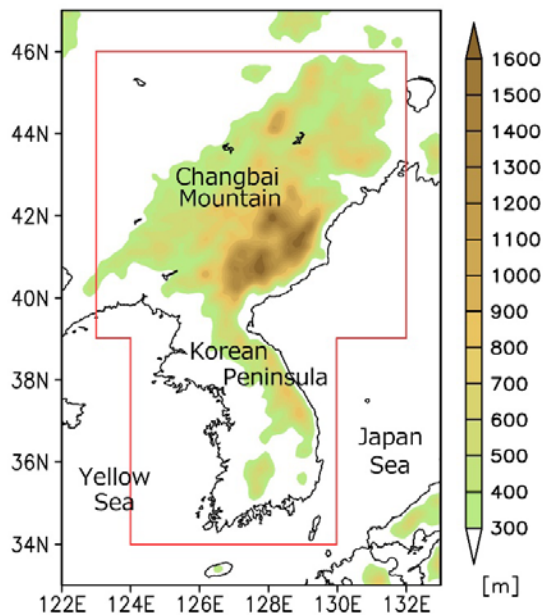 46N
44N
42N
40N
38N
36N
34N
122E
124E
126E
128E
130E
132E
Changbai
Mountain
Korean
Peninsula
Japan
Sea
Yellow
Sea
1600
1500
1400
1300
1200
1100
1000
900
800
700
600
500
400
300
[m]